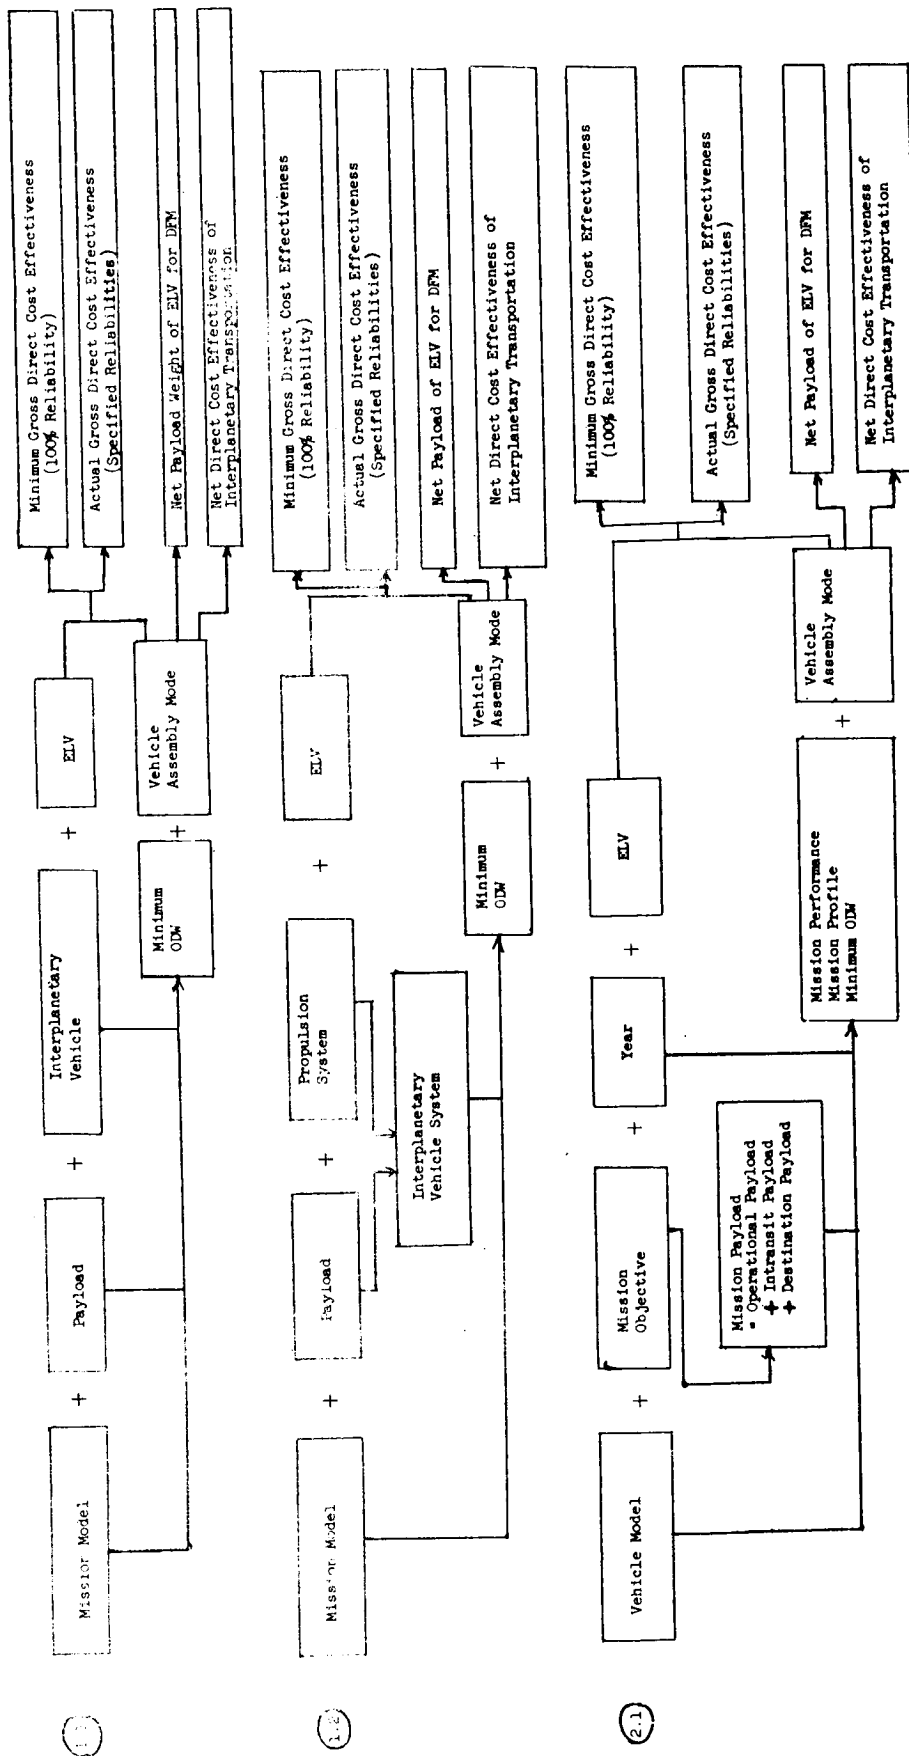 Mission Model
+
Payload
+
Interplanetary
Vehicle
+
ELV
Minimum
ODW
+
Vehicle
Assembly Mode
Minimum Gross Direct Cost Effectiveness
(100% Reliability)
Actual Gross Direct Cost Effectiveness
(Specified Reliabilities)
Net Payload Weight of ELV for DFM
Net Direct Cost Effectiveness of
Interplanetary Transportation
1.2
Mission Model
+
Payload
+
Propulsion
System
+
ELV
Interplanetary
Vehicle System
Minimum
ODW
+
Vehicle
Assembly Mode
Minimum Gross Direct Cost Effectiveness
(100% Reliability)
Actual Gross Direct Cost Effectiveness
(Specified Reliabilities)
Net Payload of ELV for DFM
Net Direct Cost Effectiveness of
Interplanetary Transportation
2.1
Vehicle Model
+
Mission
Objective
+
Year
+
ELV
Mission Payload
= Operational Payload
+ Intransit Payload
+ Destination Payload
Mission Performance
Mission Profile
Minimum ODW
+
Vehicle
Assembly Mode
Minimum Gross Direct Cost Effectiveness
(100% Reliability)
Actual Gross Direct Cost Effectiveness
(Specified Reliabilities)
Net Payload of ELV for DFM
Net Direct Cost Effectiveness of
Interplanetary Transportation